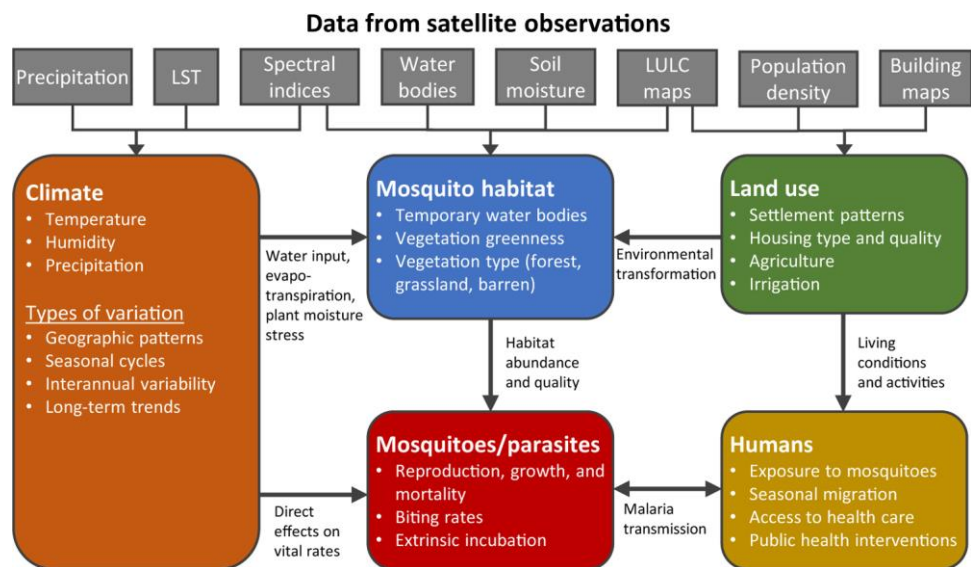 Data from satellite observations
Precipitation
LST
Spectral
indices
Water
bodies
Soil
moisture
LULC
maps
Population
density
Building
maps
Climate
• Temperature
• Humidity
• Precipitation
Types of variation
• Geographic patterns
• Seasonal cycles
• Interannual variability
• Long-term trends
Water input,
evapo-
transpiration,
plant moisture
stress
Mosquito habitat
• Temporary water bodies
• Vegetation greenness
• Vegetation type (forest,
grassland, barren)
Environmental
transformation
Land use
• Settlement patterns
• Housing type and quality
• Agriculture
• Irrigation
Habitat
abundance
and quality
Living
conditions
and activities
Direct
effects on
vital rates
Mosquitoes/parasites
• Reproduction, growth, and
mortality
• Biting rates
• Extrinsic incubation
Malaria
transmission
Humans
• Exposure to mosquitoes
• Seasonal migration
• Access to health care
• Public health interventions